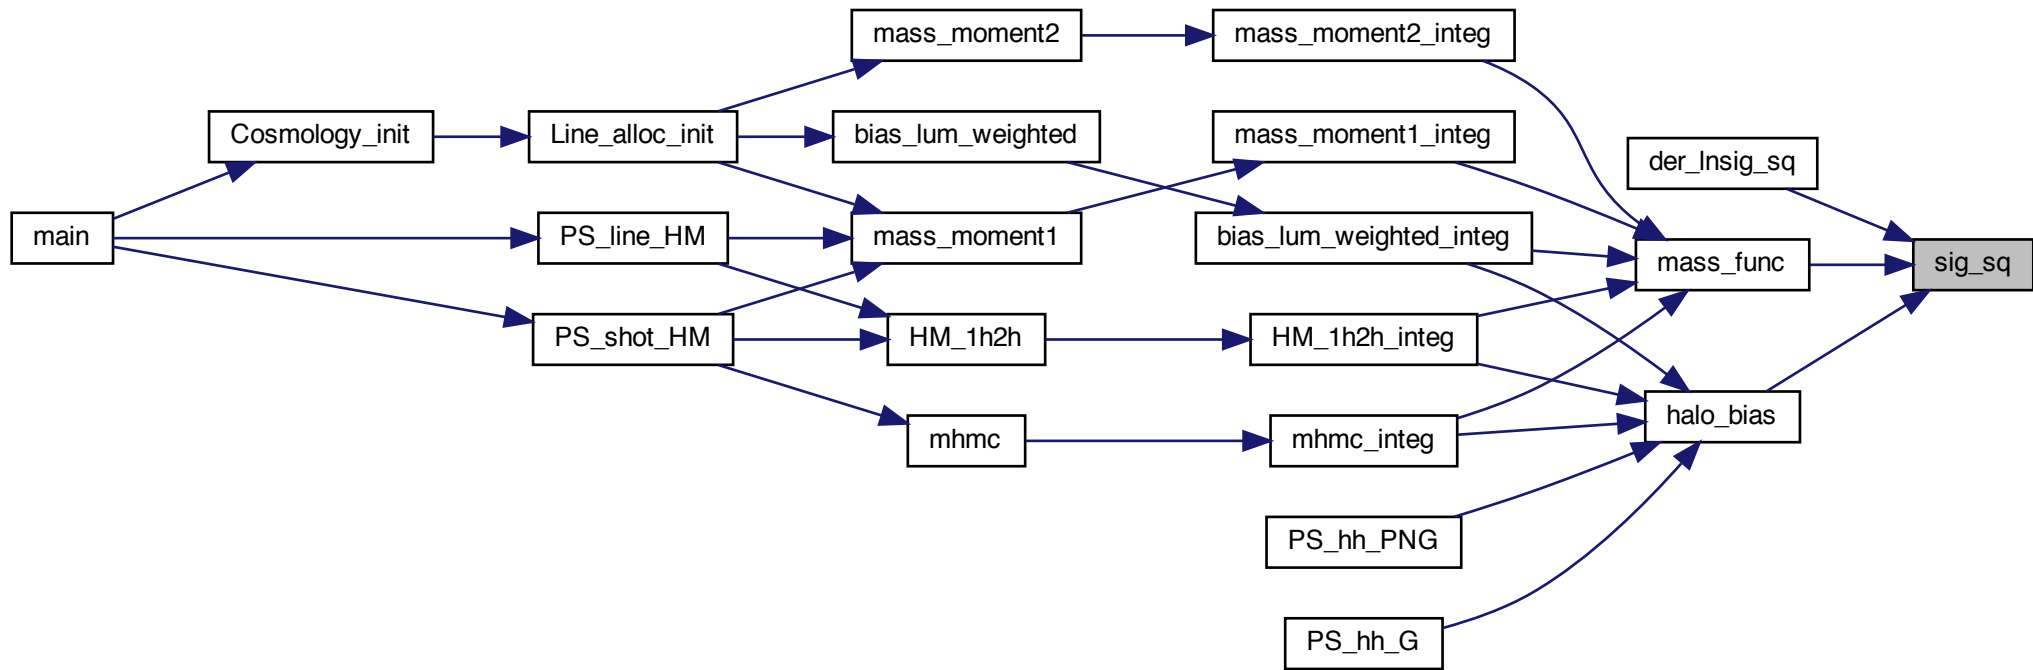 mass_moment2
mass_moment2_integ
Cosmology_init
Line_alloc_init
bias_lum_weighted
mass_moment1_integ
der_lnsig_sq
main
PS_line_HM
mass_moment1
bias_lum_weighted_integ
mass_func
sig_sq
PS_shot_HM
HM_1h2h
HM_1h2h_integ
halo_bias
mhmc
mhmc_integ
PS_hh_PNG
PS_hh_G